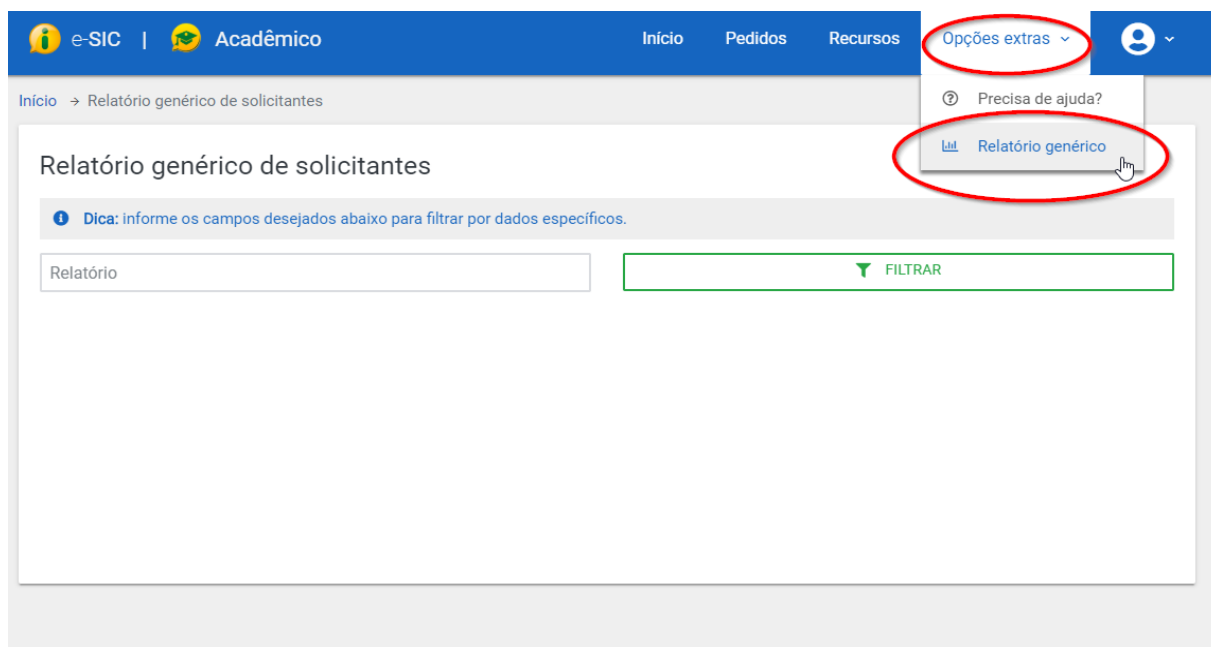 e-SIC | Acadêmico Início Pedidos Recursos Opções extras
Início → Relatório genérico de solicitantes
Precisa de ajuda?
Relatório genérico
Relatório genérico de solicitantes
Dica: informe os campos desejados abaixo para filtrar por dados específicos.
Relatório FILTRAR